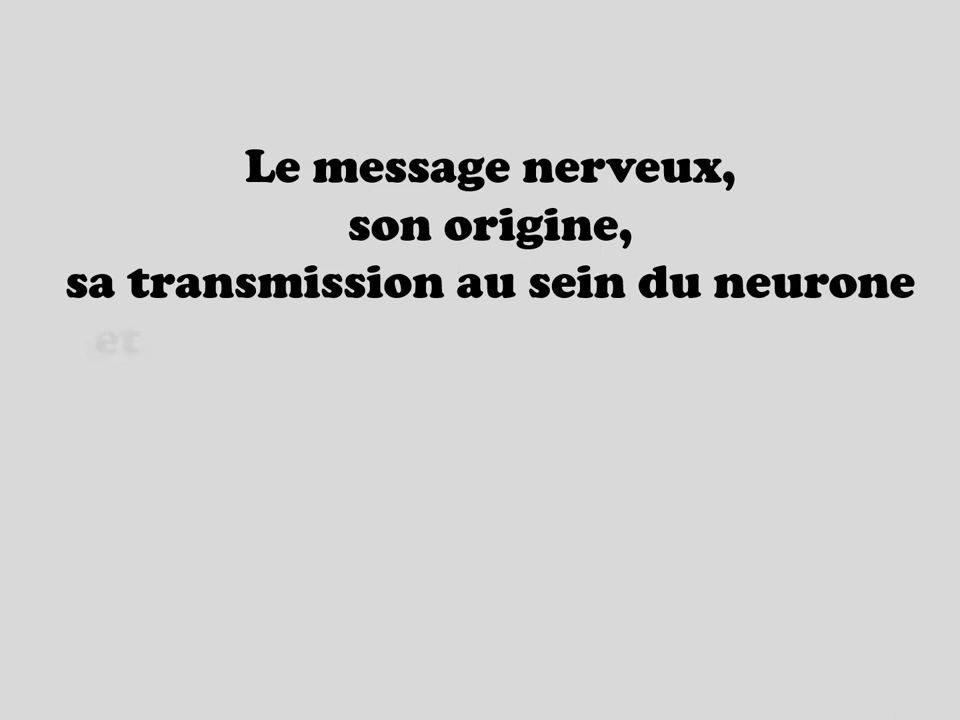 Le message nerveux,
son origine,
sa transmission au sein du neurone
et